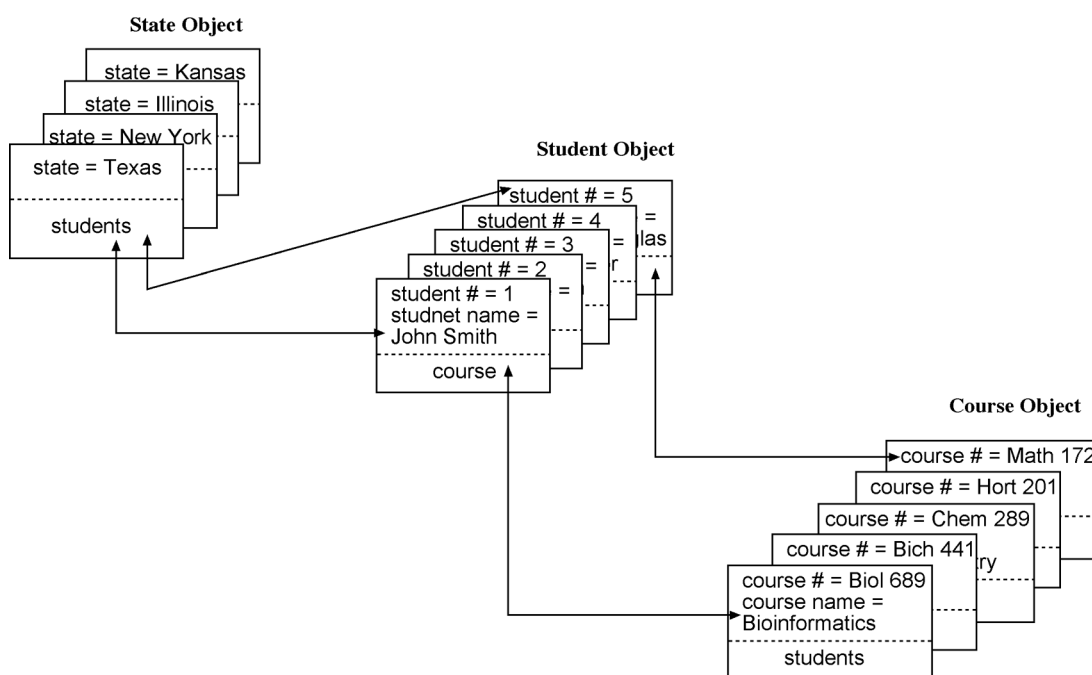 State Object
state = Kansas
state = Illinois
state = New York
state = Texas
students
Student Object
student # = 5
=
glas
student # = 4
=
r
student # = 3
=
student # = 2
=
student # = 1
studnet name =
John Smith
course
Course Object
course # = Math 172
course # = Hort 201
course # = Chem 289
try
course # = Bich 441
course # = Biol 689
course name =
Bioinformatics
students